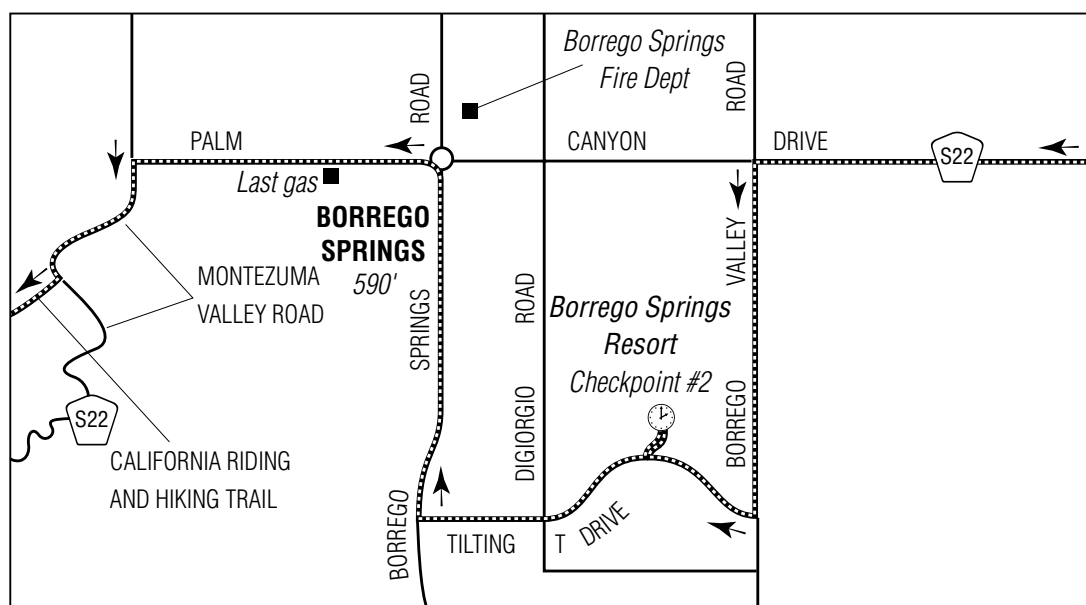 Borrego Springs
Fire Dept
ROAD
ROAD
PALM
CANYON
DRIVE
S22
Last gas
BORREGO
SPRINGS
590'
VALLEY
MONTEZUMA
VALLEY ROAD
SPRINGS
ROAD
Borrego Springs
Resort
Checkpoint #2
S22
DIGIORGIO
BORREGO
CALIFORNIA RIDING
AND HIKING TRAIL
BORREGO
TILTING
T
DRIVE